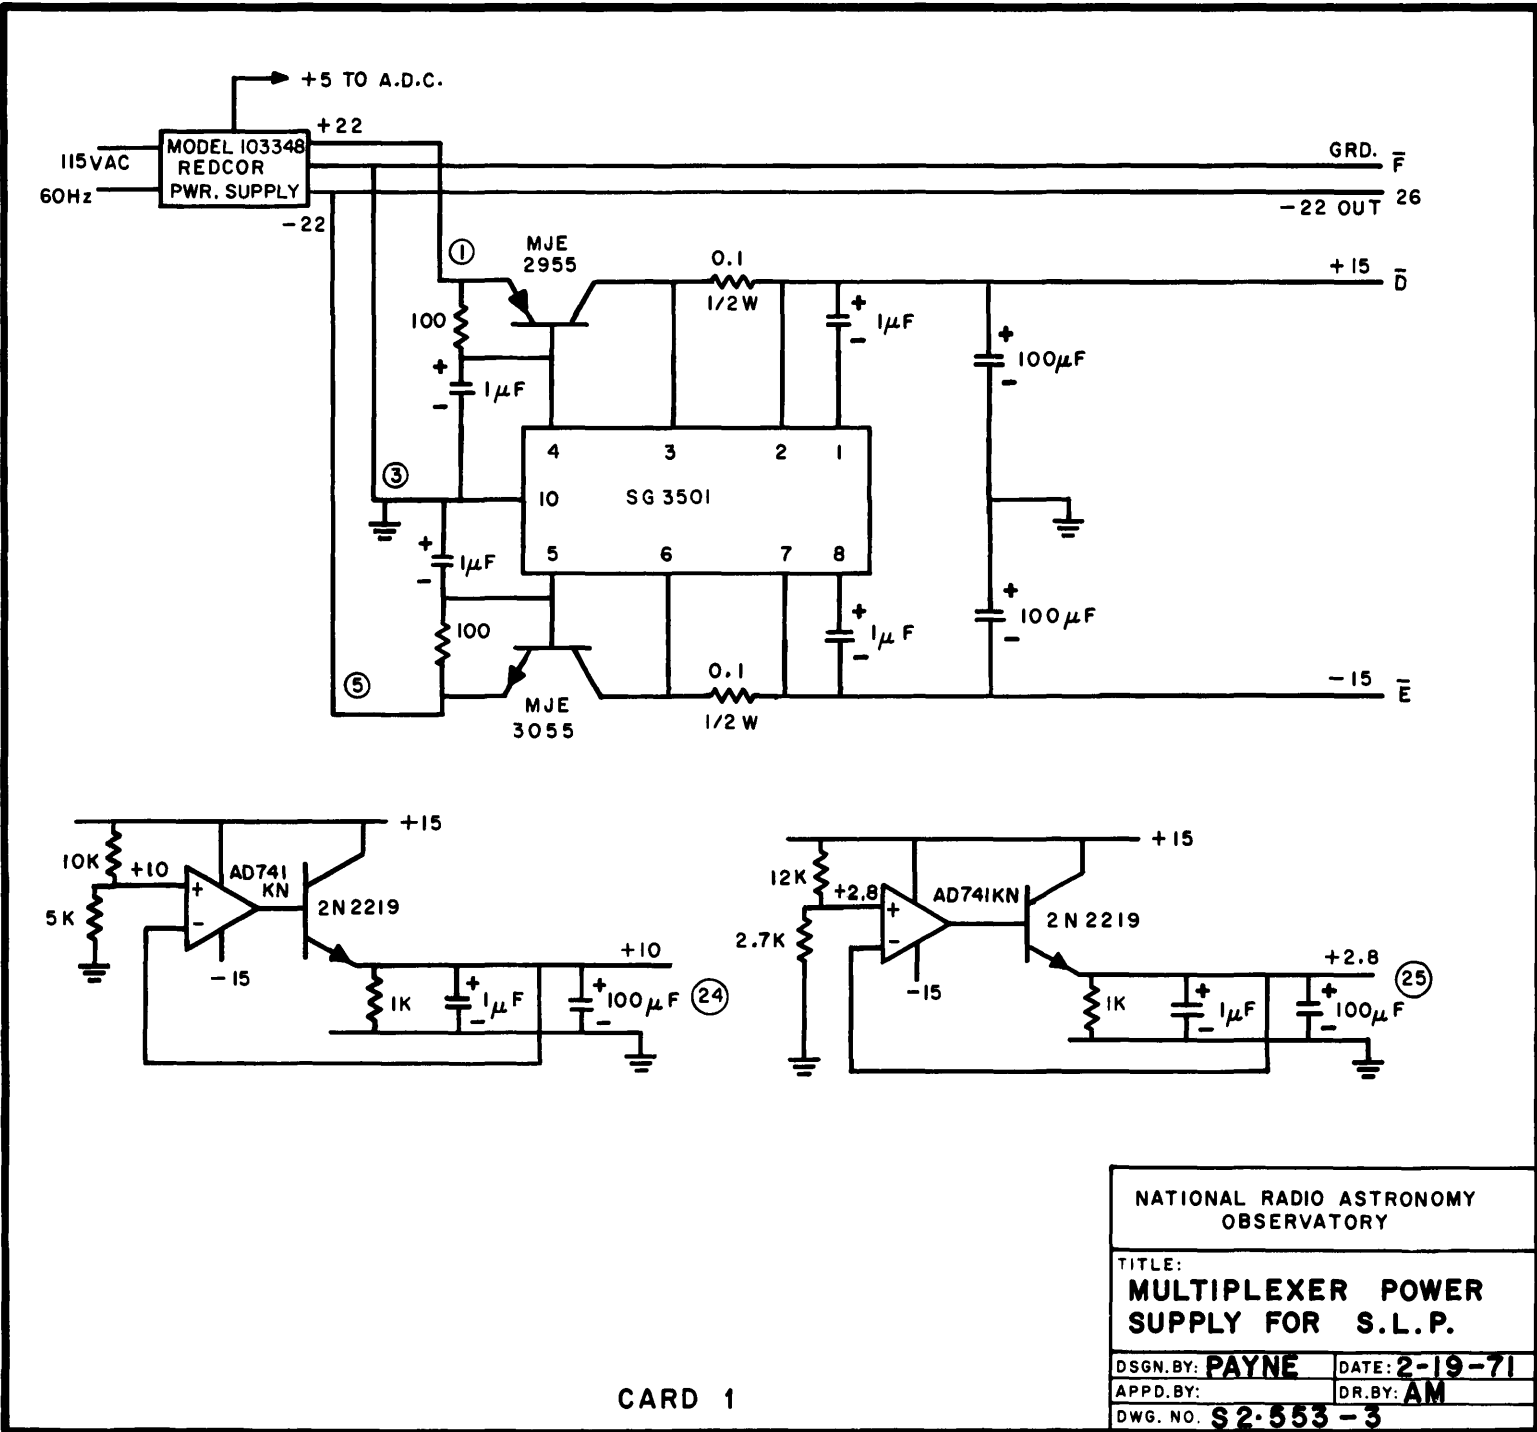 +5 TO A.D.C.
+22
115VAC
60Hz
MODEL 103348
REDCOR
PWR. SUPPLY
-22
GRD. F̅
-22 OUT 26
+15 D̅
①
MJE
2955
0.1
1/2W
100
+
-
1µF
+
-
1µF
+
-
100µF
4 3 2 1
③
10
SG3501
5 6 7 8
+
-
1µF
100
⑤
MJE
3055
0.1
1/2W
+
-
1µF
+
-
100µF
-15 E̅
+15
10K
+10
5K
+
-
AD741
KN
2N2219
-15
+10
1K
+
-
1µF
+
-
100µF
㉔
+15
12K
+2.8
2.7K
+
-
AD741KN
2N2219
-15
+2.8
1K
+
-
1µF
+
-
100µF
㉕
NATIONAL RADIO ASTRONOMY
OBSERVATORY
TITLE:
MULTIPLEXER POWER
SUPPLY FOR S.L.P.
DSGN.BY: PAYNE DATE: 2-19-71
APPD.BY: DR.BY: AM
DWG. NO. S2.553-3
CARD 1